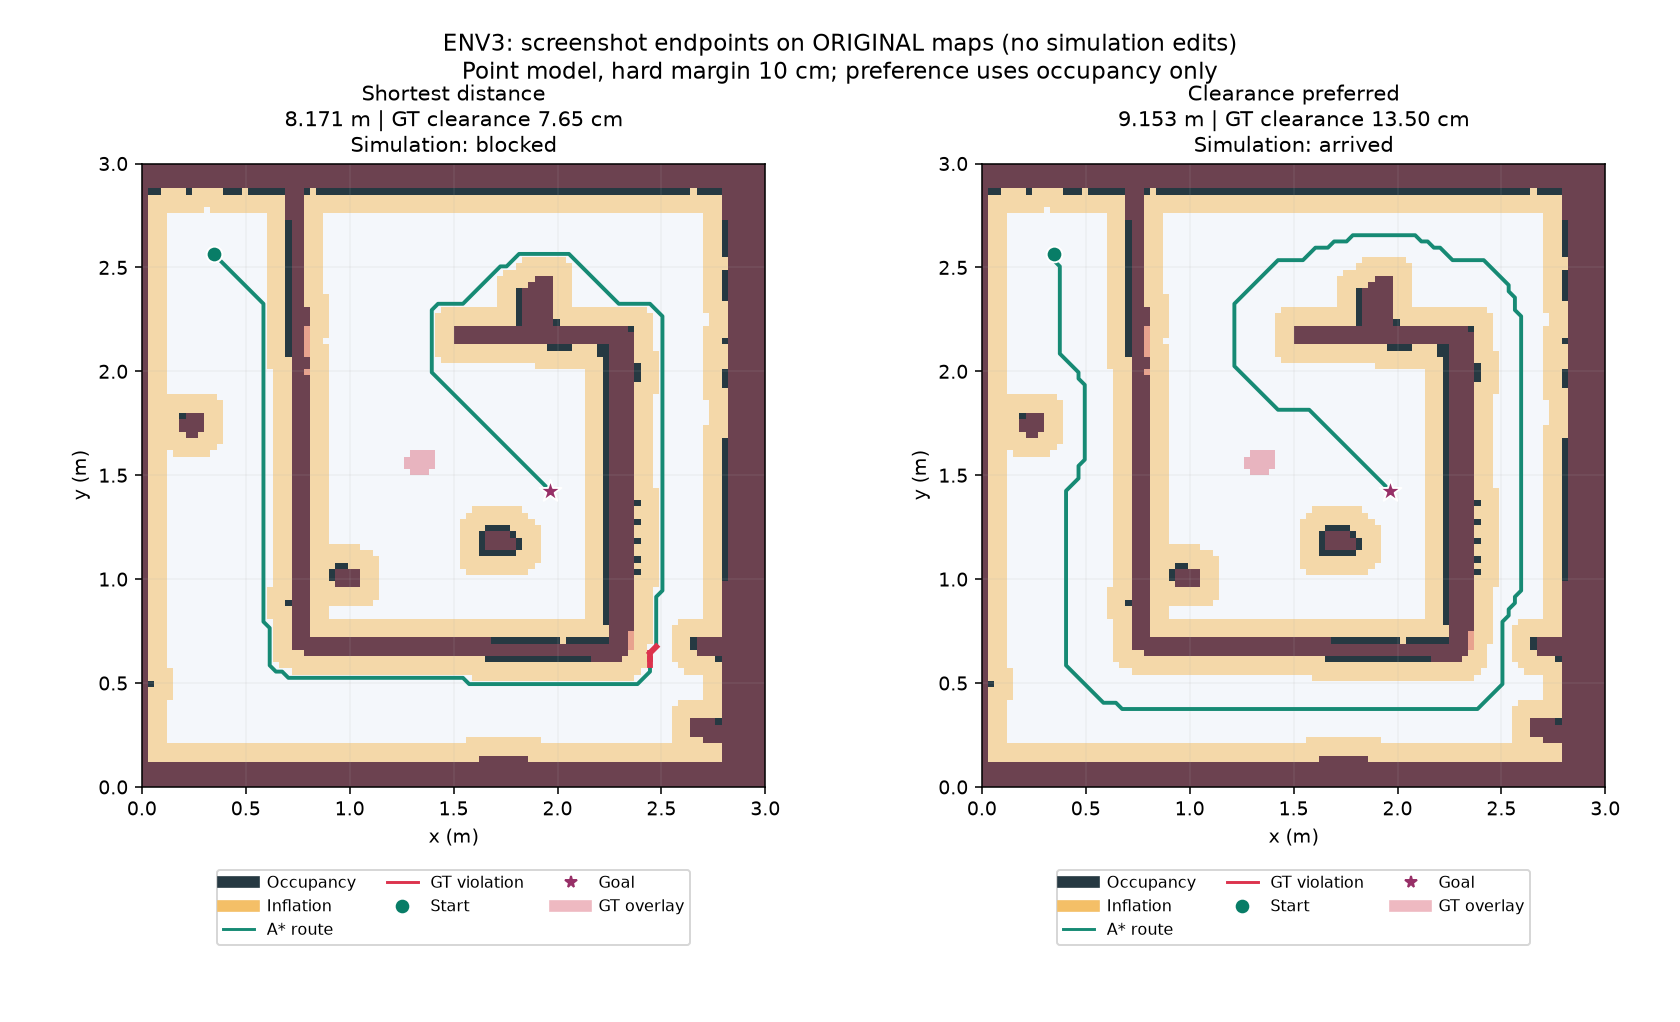 ENV3: screenshot endpoints on ORIGINAL maps (no simulation edits)
Point model, hard margin 10 cm; preference uses occupancy only
Shortest distance
8.171 m | GT clearance 7.65 cm
Simulation: blocked
3.0
2.5
2.0
1.5
1.0
0.5
0.0
y (m)
0.0 0.5 1.0 1.5 2.0 2.5 3.0
x (m)
Occupancy GT violation Goal
Inflation Start GT overlay
A* route
Clearance preferred
9.153 m | GT clearance 13.50 cm
Simulation: arrived
3.0
2.5
2.0
1.5
1.0
0.5
0.0
y (m)
0.0 0.5 1.0 1.5 2.0 2.5 3.0
x (m)
Occupancy GT violation Goal
Inflation Start GT overlay
A* route